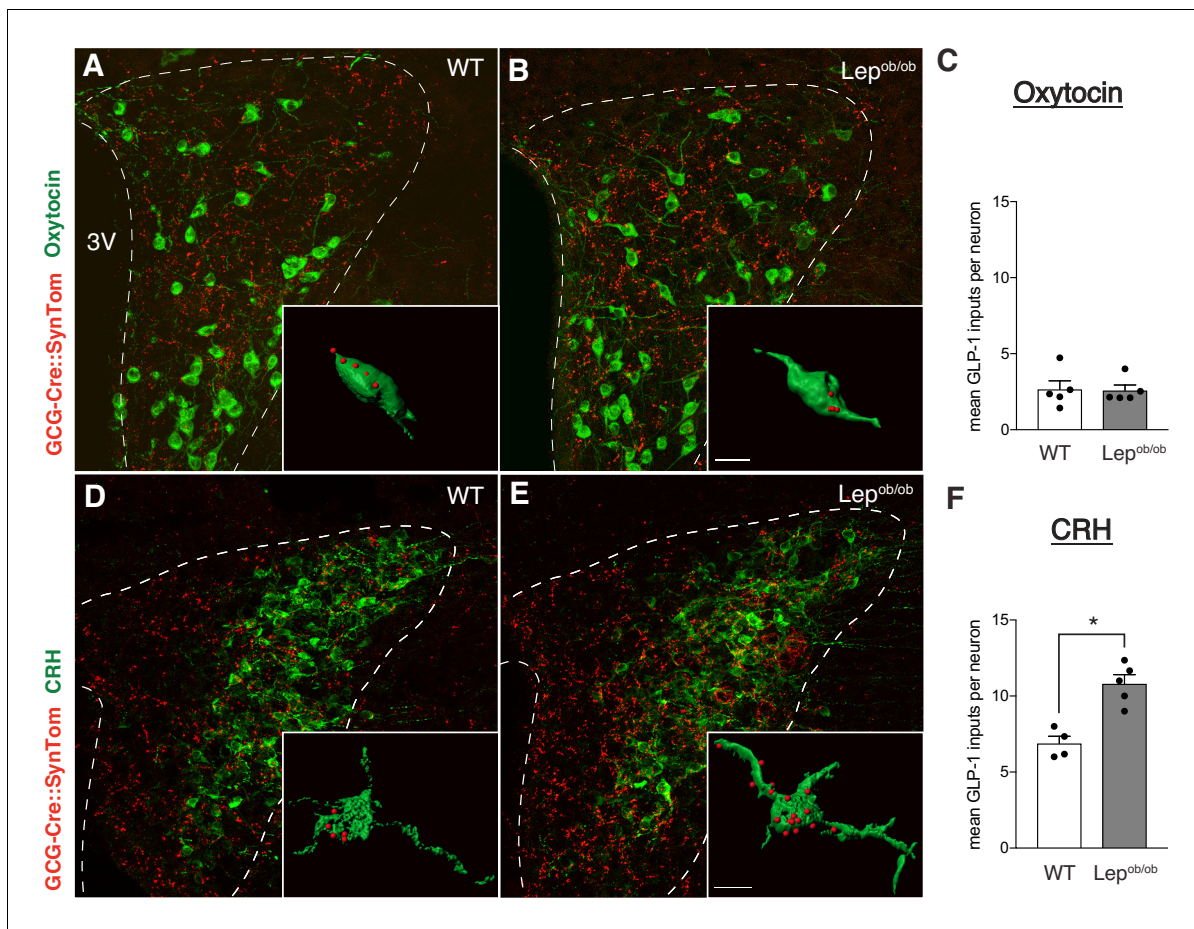 A
WT
B
Lep^ob/ob
C
Oxytocin
GCG-Cre::SynTom Oxytocin
3V
mean GLP-1 inputs per neuron
15
10
5
0
WT
Lep^ob/ob
D
WT
E
Lep^ob/ob
F
CRH
GCG-Cre::SynTom CRH
*
mean GLP-1 inputs per neuron
15
10
5
0
WT
Lep^ob/ob